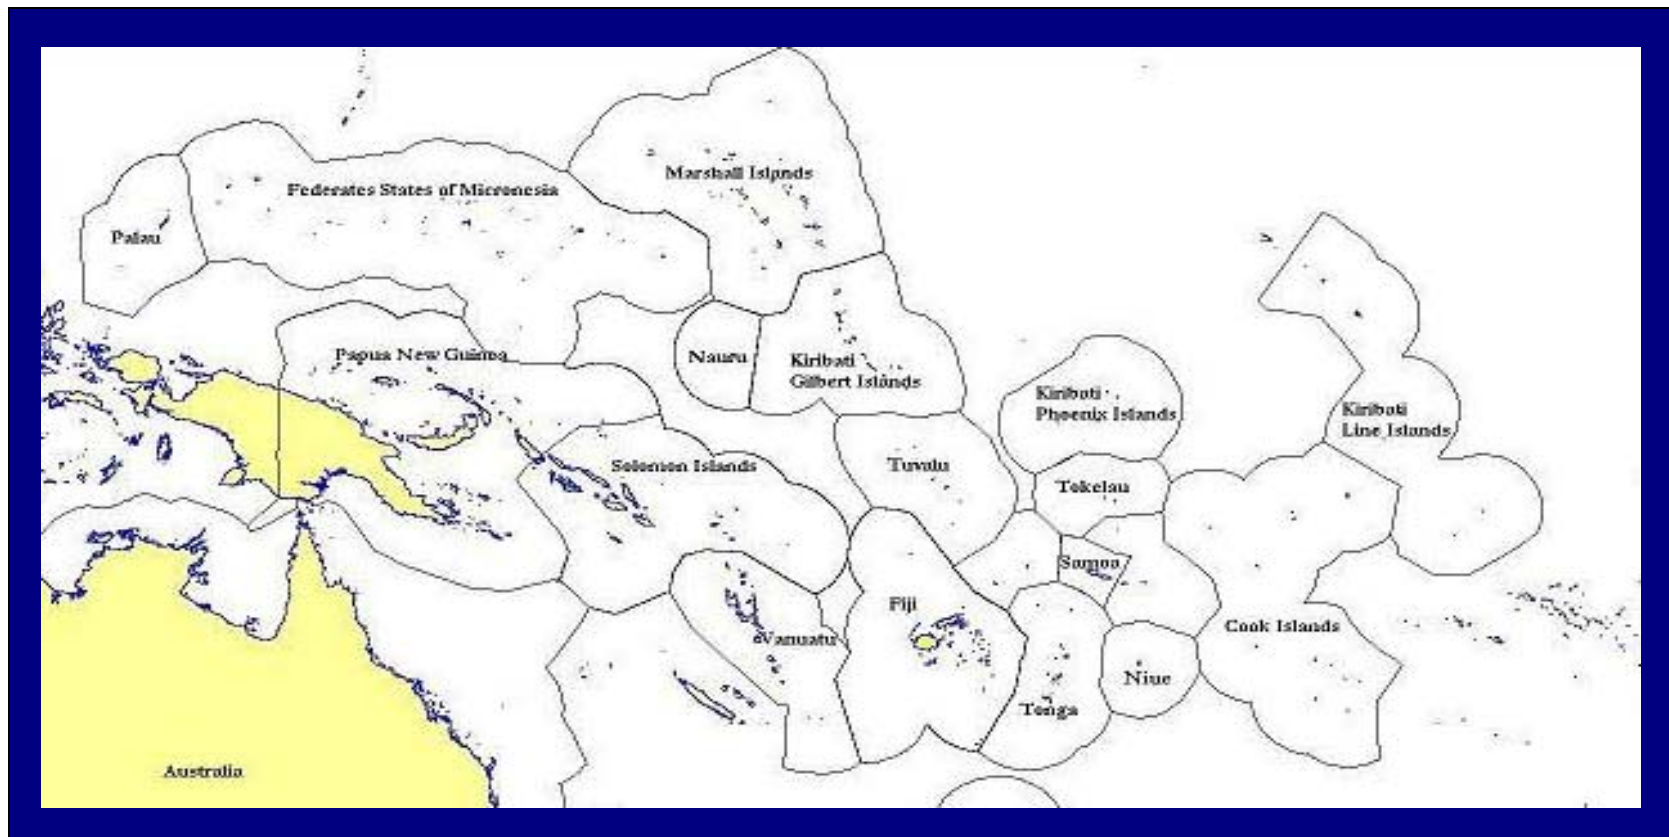 Marshall Islands
Federates States of Micronesia
Palau
Papua New Guinea
Nauru
Kiribati
Gilbert Islands
Kiribati
Phoenix Islands
Kiribati
Line Islands
Solomon Islands
Tuvalu
Tokelau
Samoa
Fiji
Vanuatu
Cook Islands
Niue
Tonga
Australia